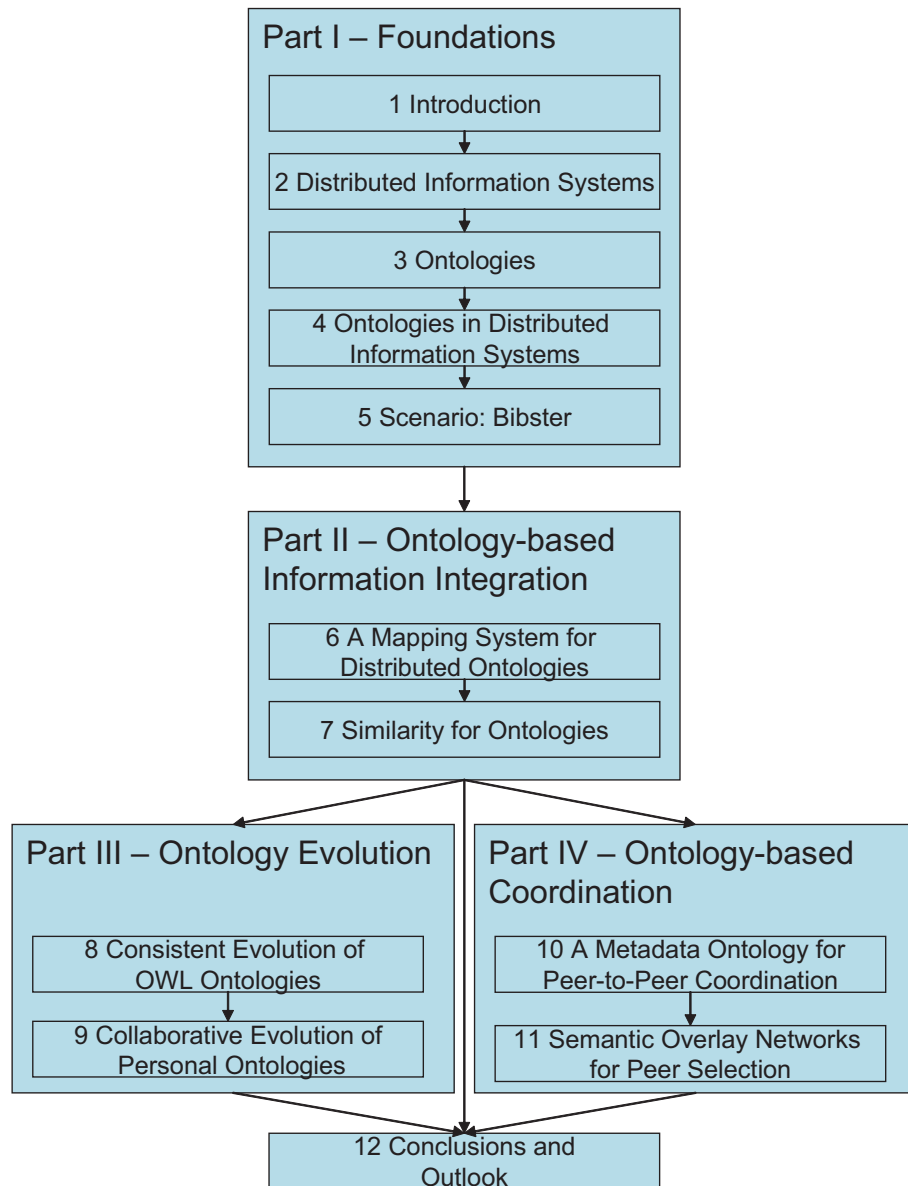 Part I – Foundations
1 Introduction
2 Distributed Information Systems
3 Ontologies
4 Ontologies in Distributed
Information Systems
5 Scenario: Bibster
Part II – Ontology-based
Information Integration
6 A Mapping System for
Distributed Ontologies
7 Similarity for Ontologies
Part III – Ontology Evolution
8 Consistent Evolution of
OWL Ontologies
9 Collaborative Evolution of
Personal Ontologies
Part IV – Ontology-based
Coordination
10 A Metadata Ontology for
Peer-to-Peer Coordination
11 Semantic Overlay Networks
for Peer Selection
12 Conclusions and
Outlook